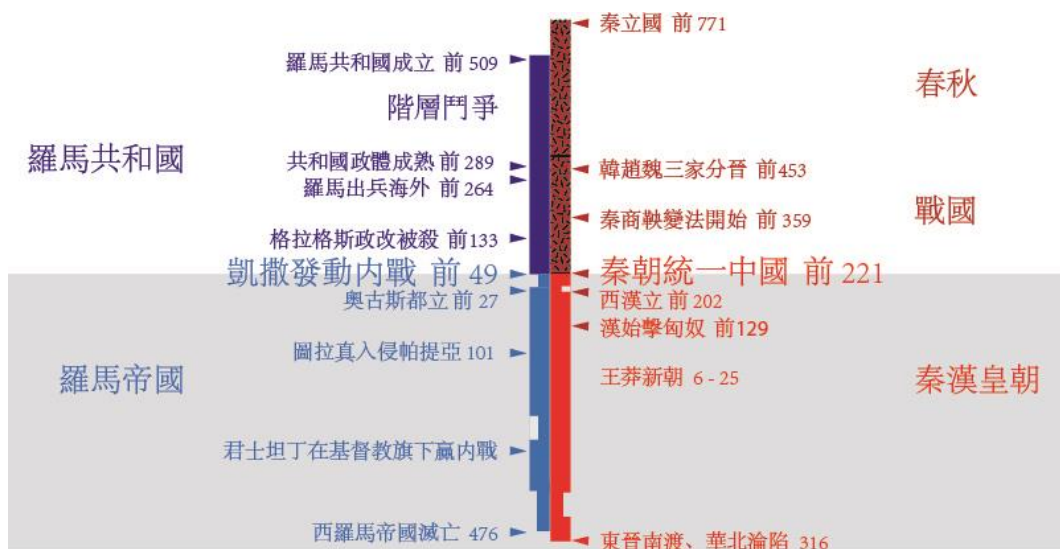 秦立國 前 771
羅馬共和國成立 前 509
春秋
階層鬥爭
羅馬共和國
共和國政體成熟 前 289
韓趙魏三家分晉 前453
羅馬出兵海外 前 264
戰國
秦商鞅變法開始 前 359
格拉格斯政改被殺 前133
凱撒發動内戰 前 49
秦朝統一中國 前 221
奧古斯都立 前 27
西漢立 前 202
漢始擊匈奴 前129
圖拉真入侵帕提亞 101
羅馬帝國
王莽新朝 6 - 25
秦漢皇朝
君士坦丁在基督教旗下贏内戰
西羅馬帝國滅亡 476
東晉南渡、華北淪陷 316